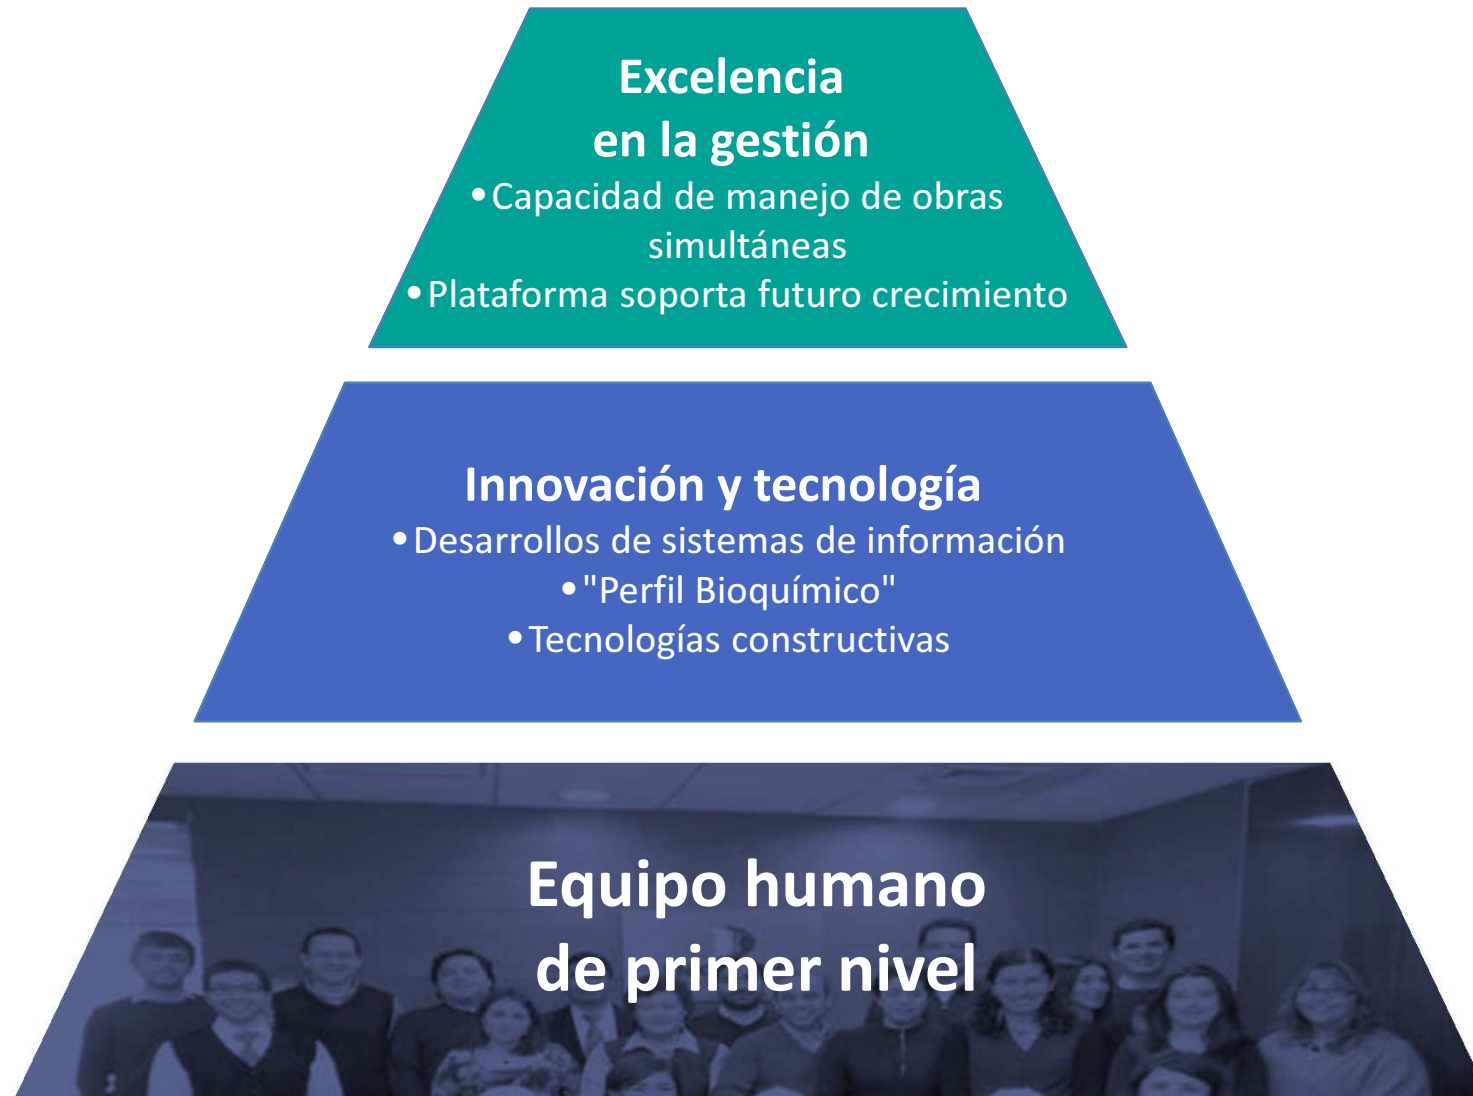 Excelencia
en la gestión
•Capacidad de manejo de obras
simultáneas
•Plataforma soporta futuro crecimiento
Innovación y tecnología
•Desarrollos de sistemas de información
•"Perfil Bioquímico"
•Tecnologías constructivas
Equipo humano
de primer nivel